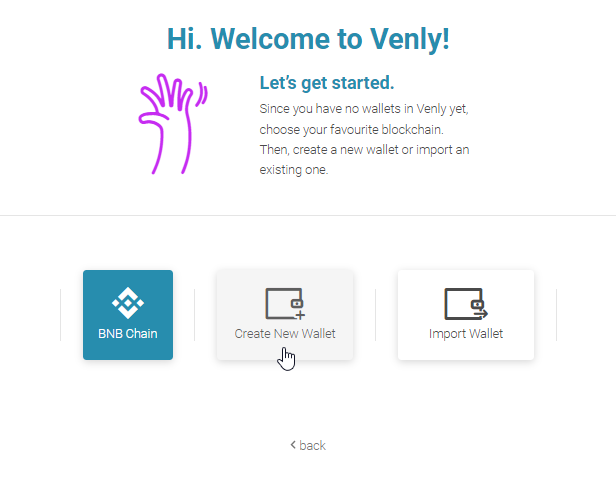 Hi. Welcome to Venly!
Let's get started.
Since you have no wallets in Venly yet,
choose your favourite blockchain.
Then, create a new wallet or import an
existing one.
BNB Chain
Create New Wallet
Import Wallet
back